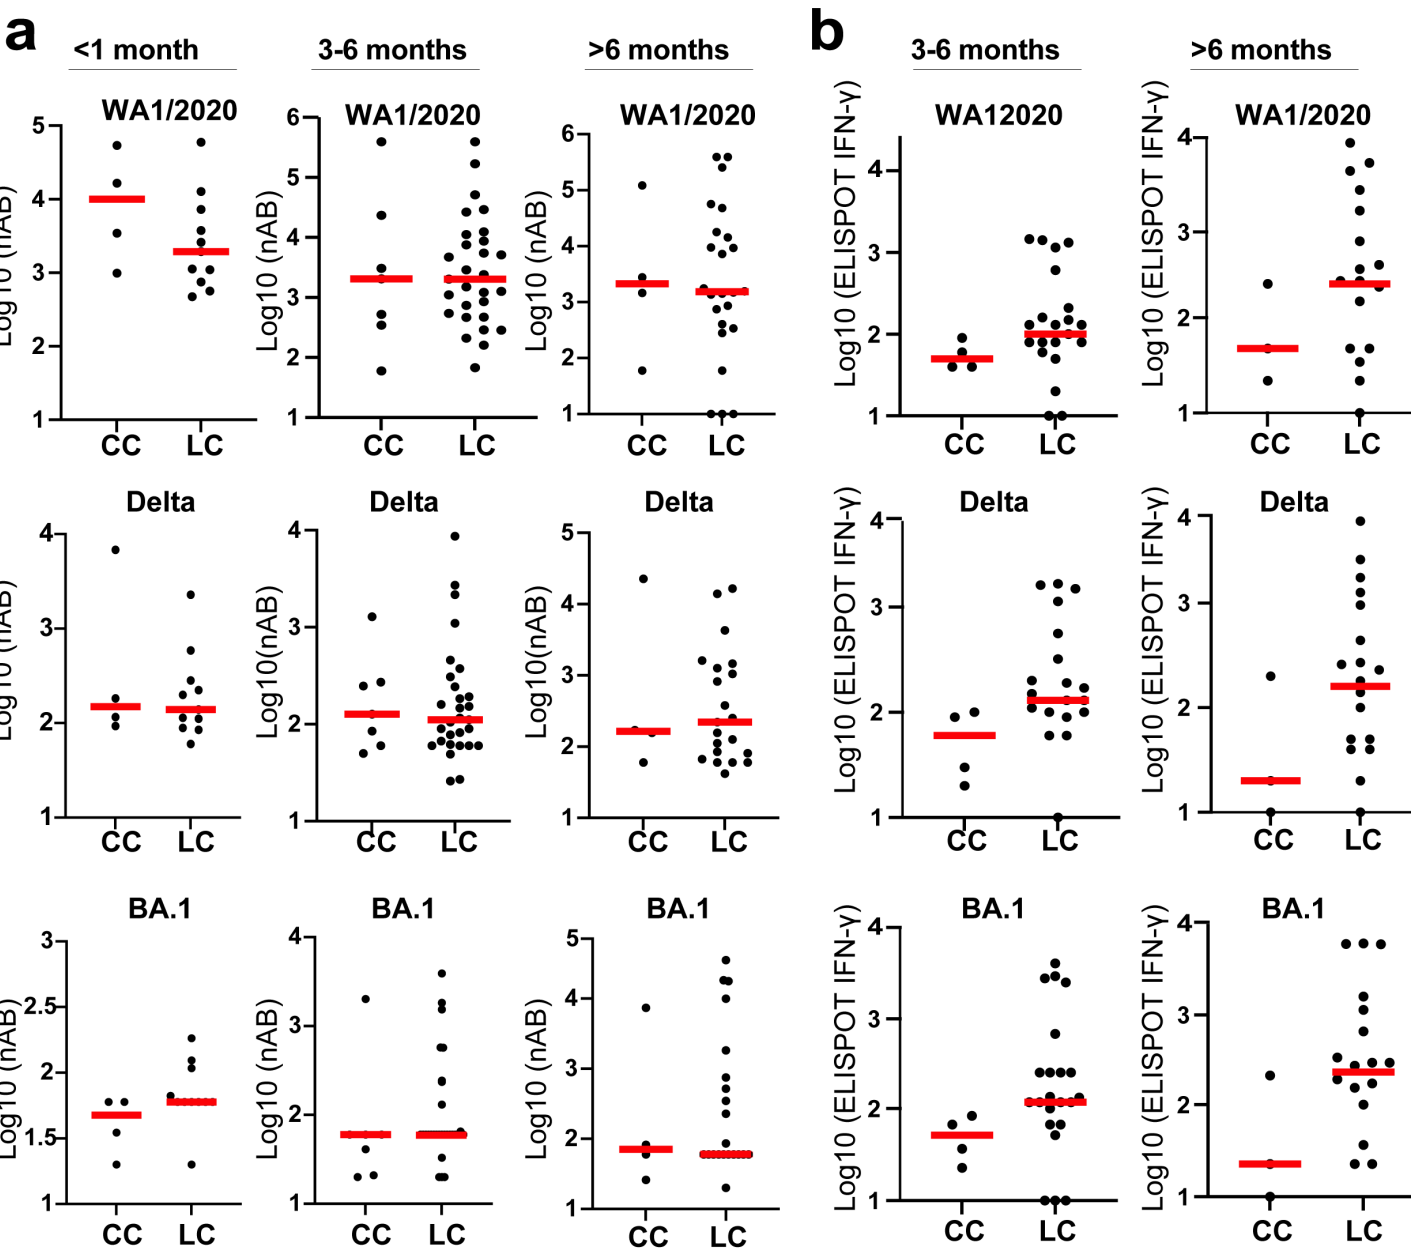 a
b
<1 month
3-6 months
>6 months
3-6 months
>6 months
WA1/2020
WA1/2020
WA1/2020
WA12020
WA1/2020
Log10 (nAB)
5
4
3
2
1
CC
LC
Log10 (nAB)
6
5
4
3
2
1
CC
LC
Log10 (nAB)
6
5
4
3
2
1
CC
LC
Log10 (ELISPOT IFN-γ)
4
3
2
1
CC
LC
Log10 (ELISPOT IFN-γ)
4
3
2
1
CC
LC
Delta
Delta
Delta
Delta
Delta
Log10 (nAB)
4
3
2
1
CC
LC
Log10(nAB)
4
3
2
1
CC
LC
Log10(nAB)
5
4
3
2
1
CC
LC
Log10 (ELISPOT IFN-γ)
4
3
2
1
CC
LC
Log10 (ELISPOT IFN-γ)
4
3
2
1
CC
LC
BA.1
BA.1
BA.1
BA.1
BA.1
Log10 (nAB)
3
2.5
2
1.5
1
CC
LC
Log10 (nAB)
4
3
2
1
CC
LC
Log10 (nAB)
5
4
3
2
1
CC
LC
Log10 (ELISPOT IFN-γ)
4
3
2
1
CC
LC
Log10 (ELISPOT IFN-γ)
4
3
2
1
CC
LC